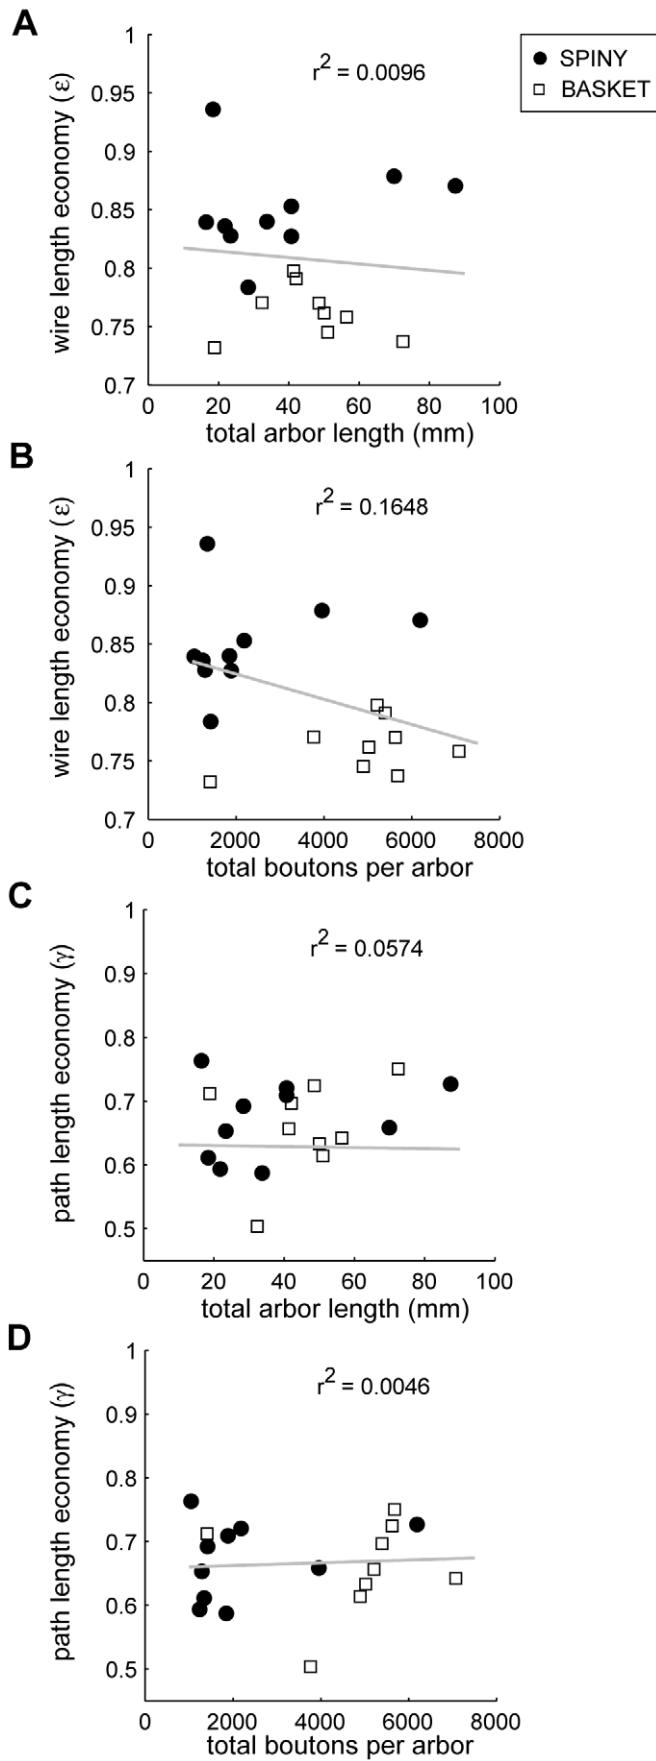 A
1
r2 = 0.0096
SPINY
BASKET
0.95
0.9
0.85
0.8
0.75
0.7
wire length economy (ε)
0 20 40 60 80 100
total arbor length (mm)
B
1
r2 = 0.1648
0.95
0.9
0.85
0.8
0.75
0.7
wire length economy (ε)
0 2000 4000 6000 8000
total boutons per arbor
C
1
r2 = 0.0574
0.9
0.8
0.7
0.6
0.5
path length economy (γ)
0 20 40 60 80 100
total arbor length (mm)
D
1
r2 = 0.0046
0.9
0.8
0.7
0.6
0.5
path length economy (γ)
0 2000 4000 6000 8000
total boutons per arbor